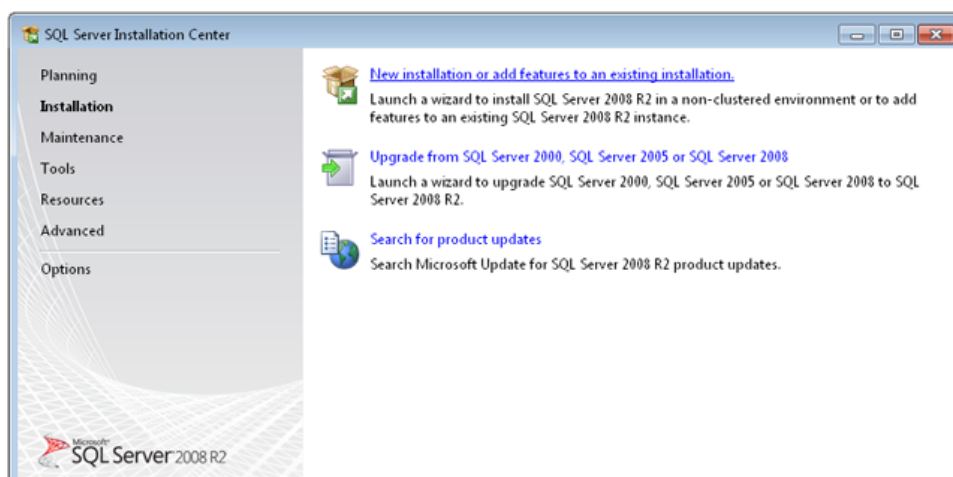 SQL Server Installation Center
Planning
Installation
Maintenance
Tools
Resources
Advanced
Options
New installation or add features to an existing installation.
Launch a wizard to install SQL Server 2008 R2 in a non-clustered environment or to add
features to an existing SQL Server 2008 R2 instance.
Upgrade from SQL Server 2000, SQL Server 2005 or SQL Server 2008
Launch a wizard to upgrade SQL Server 2000, SQL Server 2005 or SQL Server 2008 to SQL
Server 2008 R2.
Search for product updates
Search Microsoft Update for SQL Server 2008 R2 product updates.
Microsoft
SQL Server 2008 R2